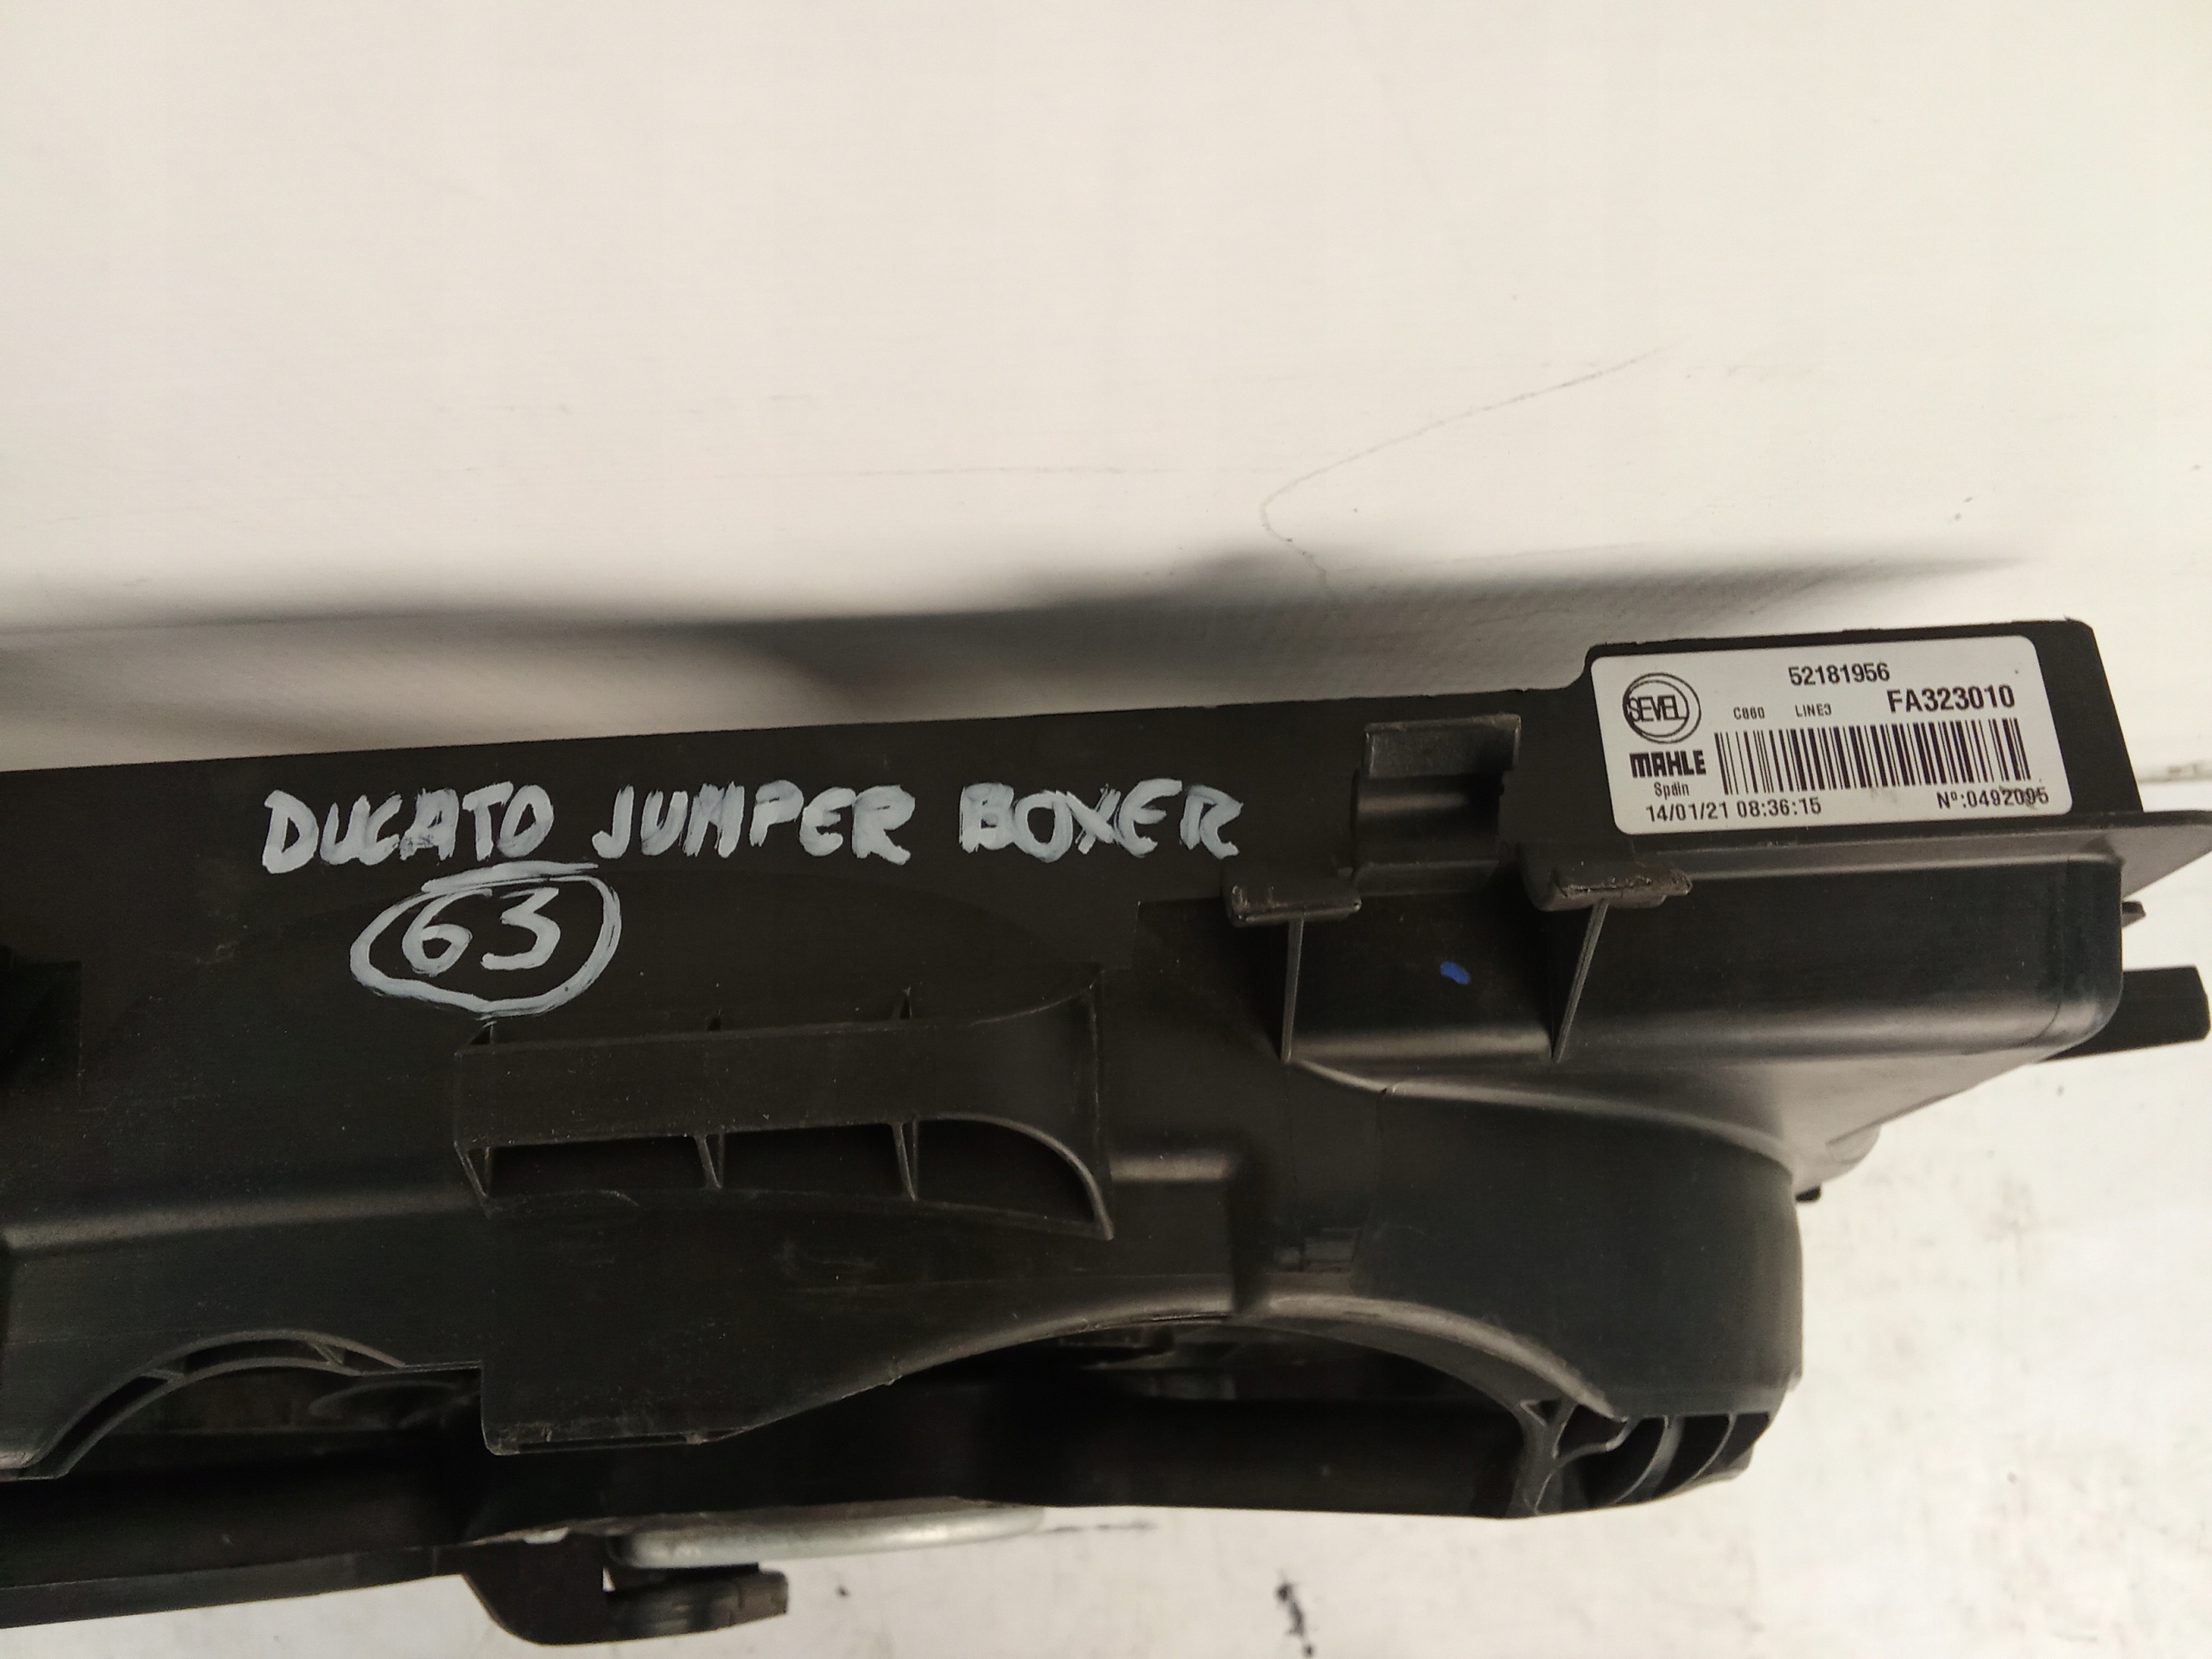 DUCATO JUMPER BOXER
63
52181956
SEVEL
C860 LINE3 FA323010
MAHLE
Spain
14/01/21 08:36:15 Nº:0492095